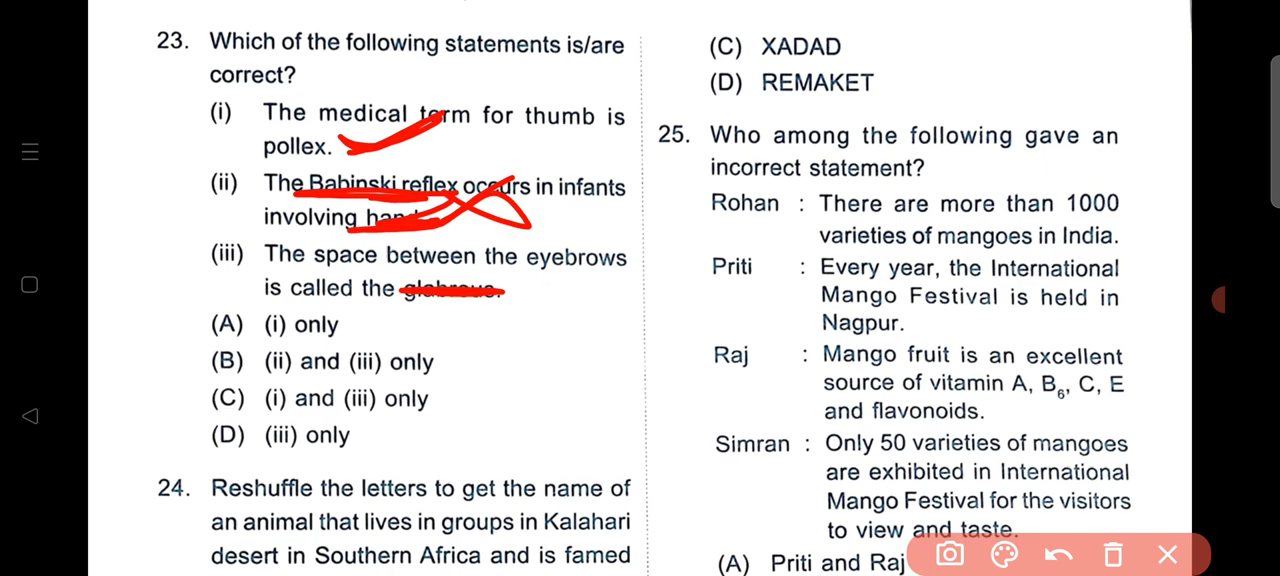 23. Which of the following statements is/are
correct?
(i) The medical term for thumb is
pollex.
(ii) The Babinski reflex occurs in infants
involving
(iii) The space between the eyebrows
is called the glabrous.
(A) (i) only
(B) (ii) and (iii) only
(C) (i) and (iii) only
(D) (iii) only
24. Reshuffle the letters to get the name of
an animal that lives in groups in Kalahari
desert in Southern Africa and is famed
(C) XADAD
(D) REMAKET
25. Who among the following gave an
incorrect statement?
Rohan : There are more than 1000
varieties of mangoes in India.
Priti : Every year, the International
Mango Festival is held in
Nagpur.
Raj : Mango fruit is an excellent
source of vitamin A, B₆, C, E
and flavonoids.
Simran : Only 50 varieties of mangoes
are exhibited in International
Mango Festival for the visitors
to view and taste.
(A) Priti and Raj